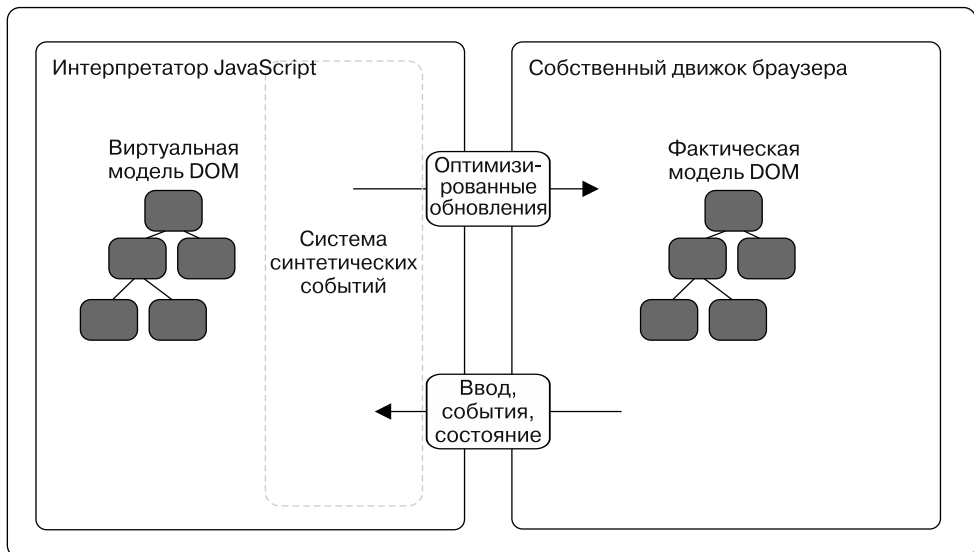 Интерпретатор JavaScript
Собственный движок браузера
Виртуальная
модель DOM
Оптимизи-
рованные
обновления
Фактическая
модель DOM
Система
синтетических
событий
Ввод,
события,
состояние